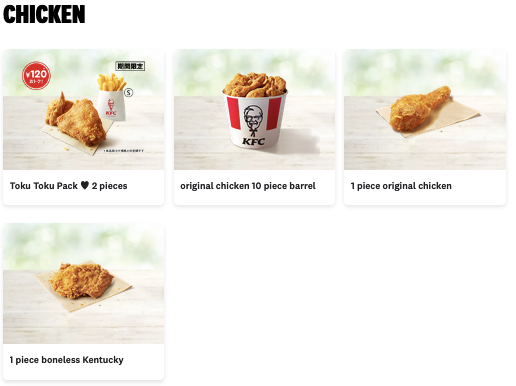 CHICKEN
¥120
おトク!
期間限定
S
KFC
Toku Toku Pack ♥ 2 pieces
KFC
original chicken 10 piece barrel
1 piece original chicken
1 piece boneless Kentucky